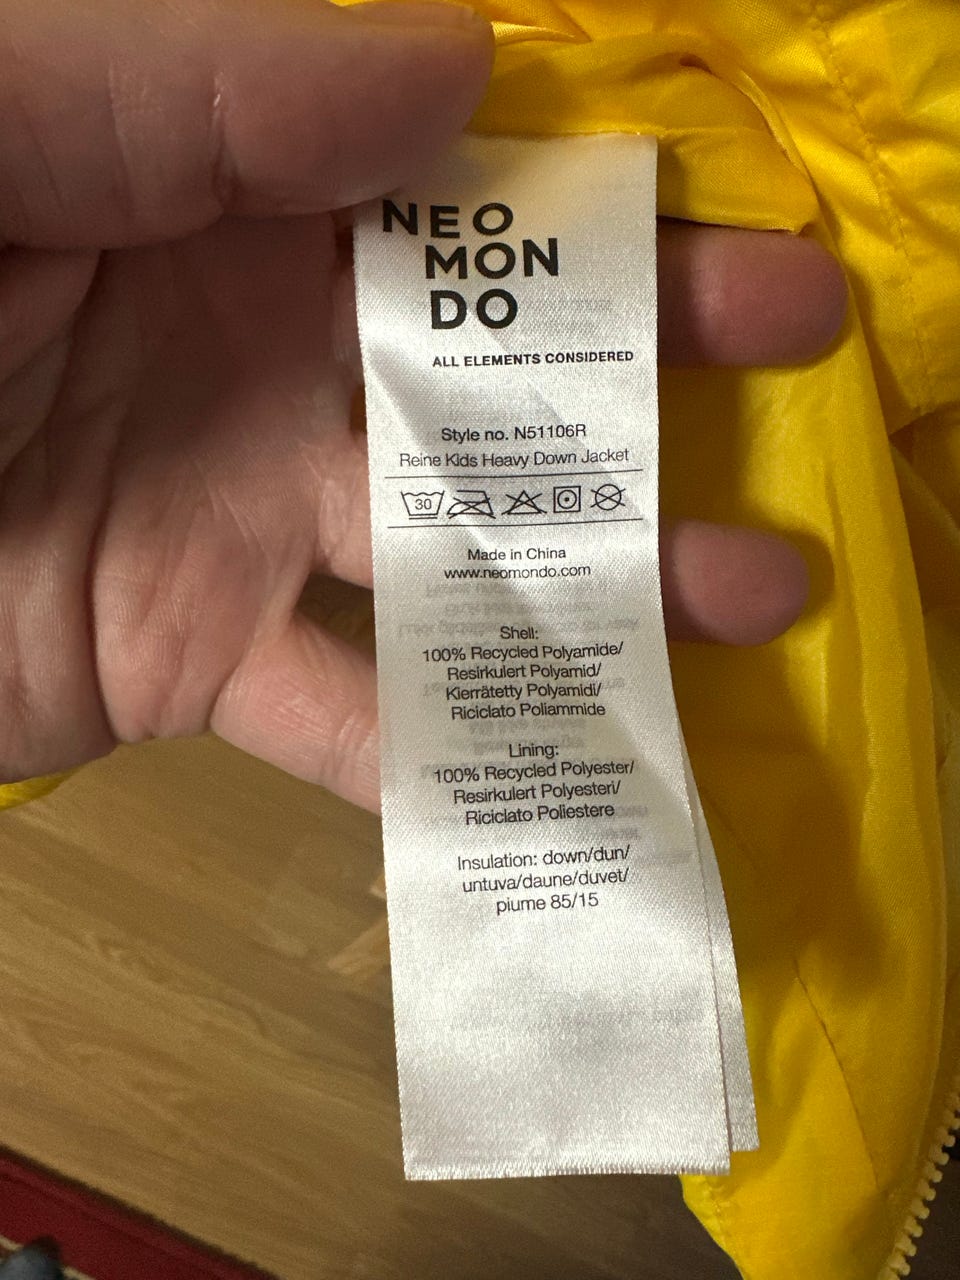 NEO
MON
DO
ALL ELEMENTS CONSIDERED
Style no. N51106R
Reine Kids Heavy Down Jacket
30
Made in China
www.neomondo.com
Shell:
100% Recycled Polyamide/
Resirkulert Polyamid/
Kierrätetty Polyamidi/
Riciclato Poliammide
Lining:
100% Recycled Polyester/
Resirkulert Polyesteri/
Riciclato Poliestere
Insulation: down/dun/
untuva/daune/duvet/
piume 85/15